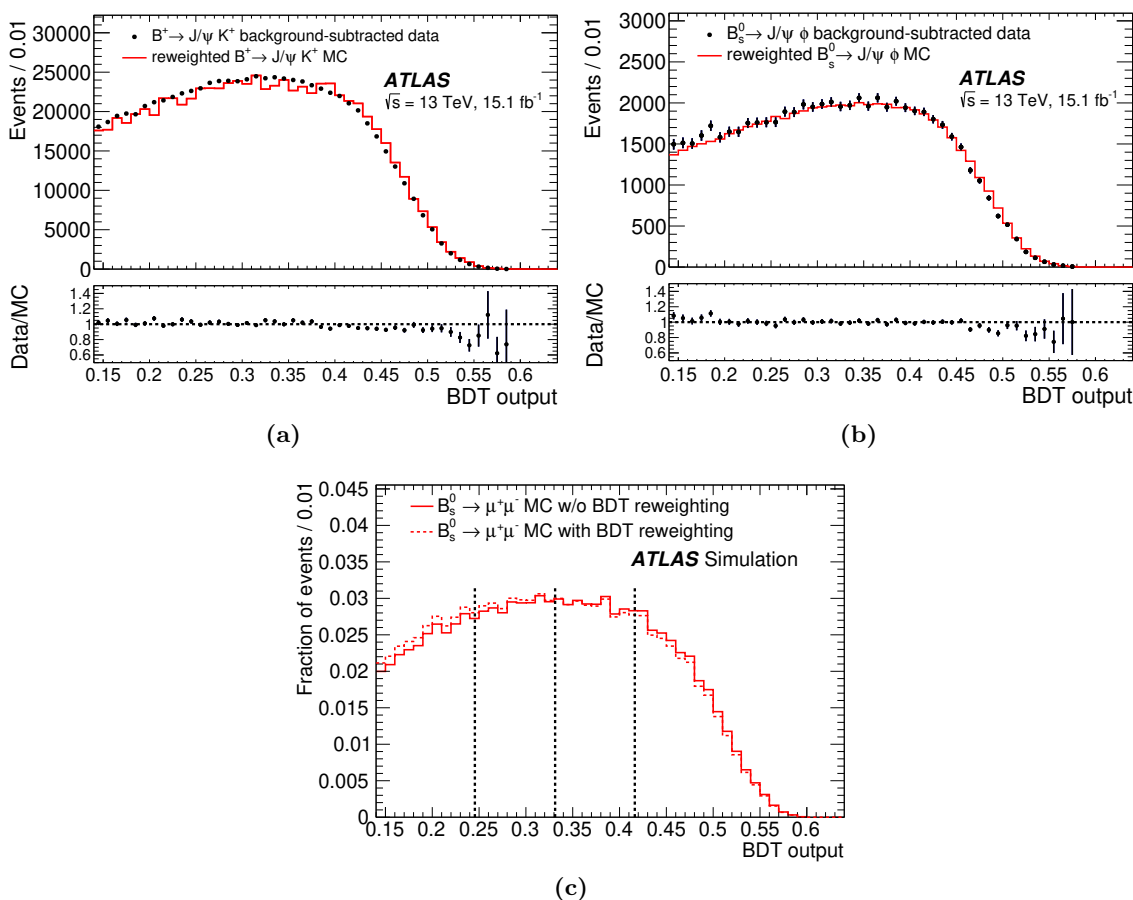 B⁺→ J/ψ K⁺ background-subtracted data
reweighted B⁺→ J/ψ K⁺ MC
ATLAS
√s = 13 TeV, 15.1 fb⁻¹
Events / 0.01
30000
25000
20000
15000
10000
5000
0
Data/MC
1.4
1.2
1
0.8
0.6
0.15 0.2 0.25 0.3 0.35 0.4 0.45 0.5 0.55 0.6
BDT output
(a)
B⁰ₛ→ J/ψ φ background-subtracted data
reweighted B⁰ₛ→ J/ψ φ MC
ATLAS
√s = 13 TeV, 15.1 fb⁻¹
Events / 0.01
3000
2500
2000
1500
1000
500
0
Data/MC
1.4
1.2
1
0.8
0.6
0.15 0.2 0.25 0.3 0.35 0.4 0.45 0.5 0.55 0.6
BDT output
(b)
B⁰ₛ → μ⁺μ⁻ MC w/o BDT reweighting
B⁰ₛ → μ⁺μ⁻ MC with BDT reweighting
ATLAS Simulation
Fraction of events / 0.01
0.045
0.04
0.035
0.03
0.025
0.02
0.015
0.01
0.005
0
0.15 0.2 0.25 0.3 0.35 0.4 0.45 0.5 0.55 0.6
BDT output
(c)